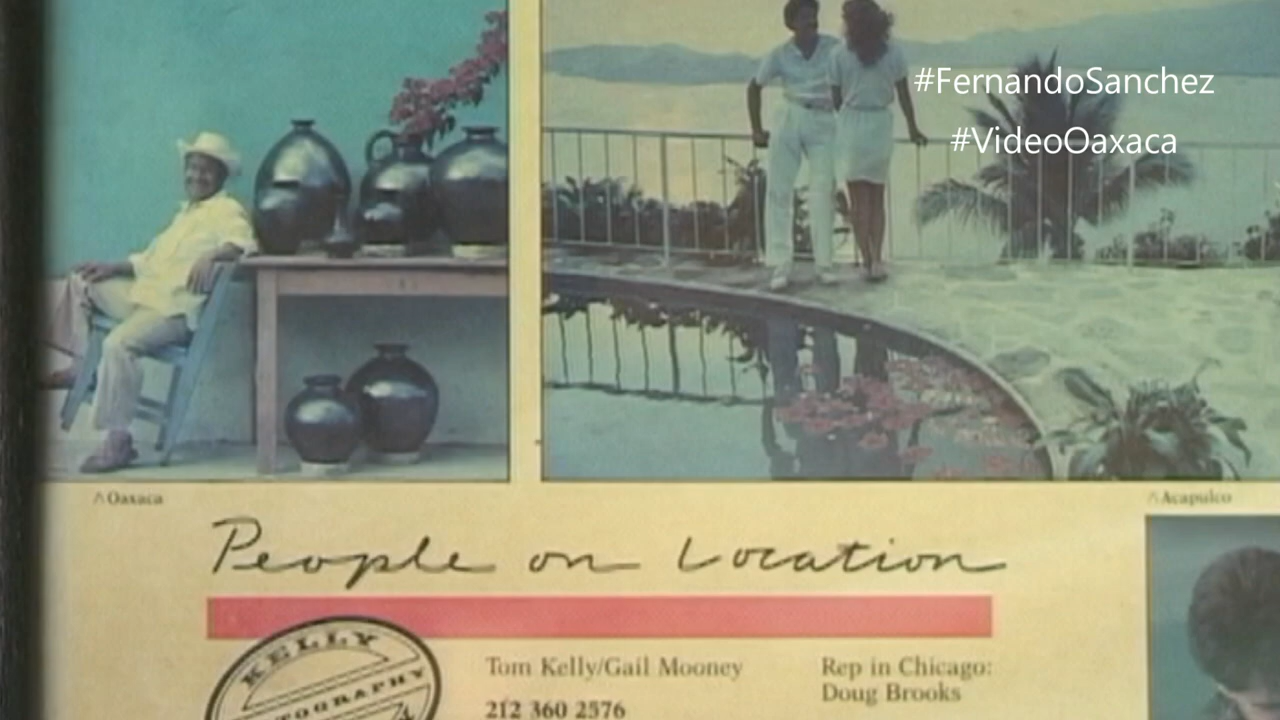 #FernandoSanchez
#VideoOaxaca
^Oaxaca
^Acapulco
People on Location
KELLY
Tom Kelly/Gail Mooney
Rep in Chicago:
Doug Brooks
212 360 2576